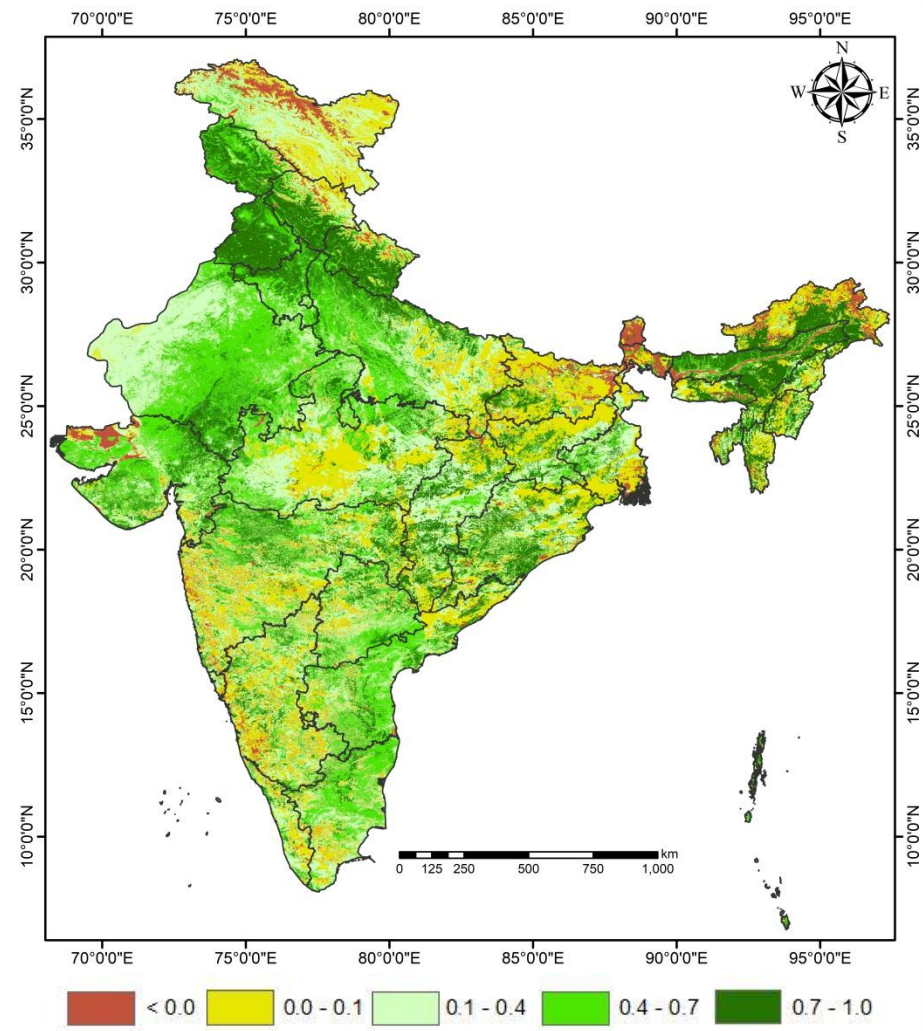 70°0'0"E 75°0'0"E 80°0'0"E 85°0'0"E 90°0'0"E 95°0'0"E
N
W E
S
35°0'0"N 35°0'0"N
30°0'0"N 30°0'0"N
25°0'0"N 25°0'0"N
20°0'0"N 20°0'0"N
15°0'0"N 15°0'0"N
10°0'0"N 10°0'0"N
km
0 125 250 500 750 1,000
70°0'0"E 75°0'0"E 80°0'0"E 85°0'0"E 90°0'0"E 95°0'0"E
< 0.0 0.0 - 0.1 0.1 - 0.4 0.4 - 0.7 0.7 - 1.0